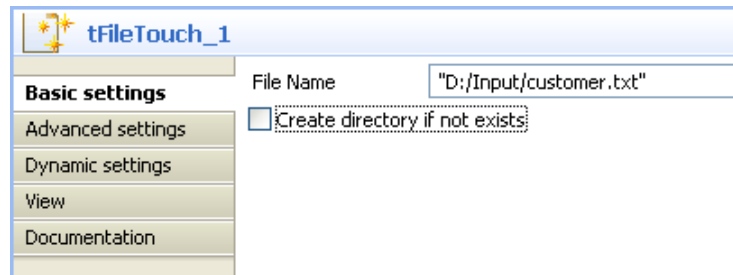 tFileTouch_1
Basic settings
File Name "D:/Input/customer.txt"
Create directory if not exists
Advanced settings
Dynamic settings
View
Documentation